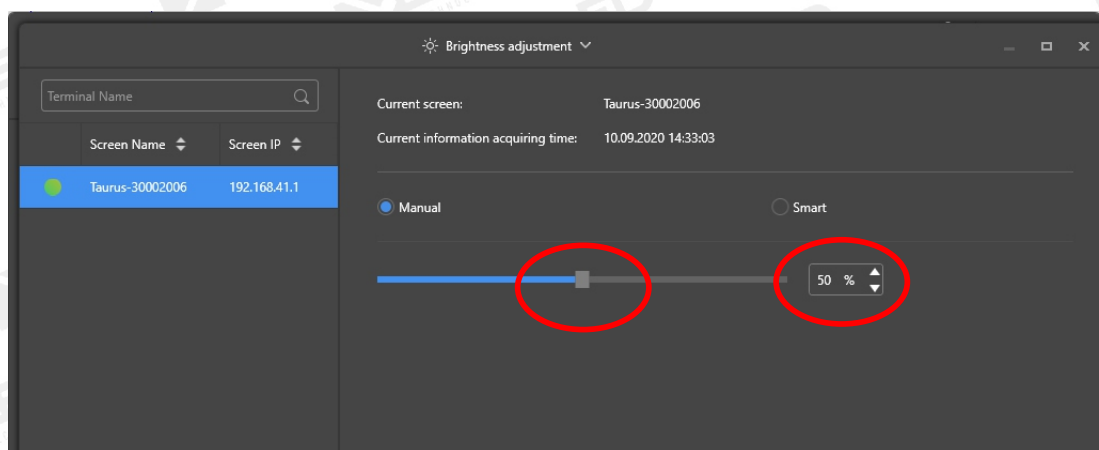 Brightness adjustment
Terminal Name
Screen Name Screen IP
Taurus-30002006 192.168.41.1
Current screen: Taurus-30002006
Current information acquiring time: 10.09.2020 14:33:03
Manual Smart
50 %